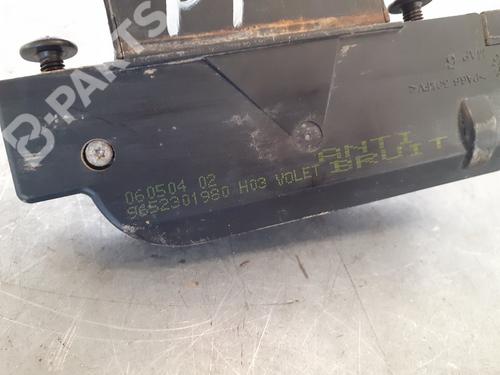 B-PARTS
060504 02
9652301980 H03 VOLET
ANTI
BRUIT